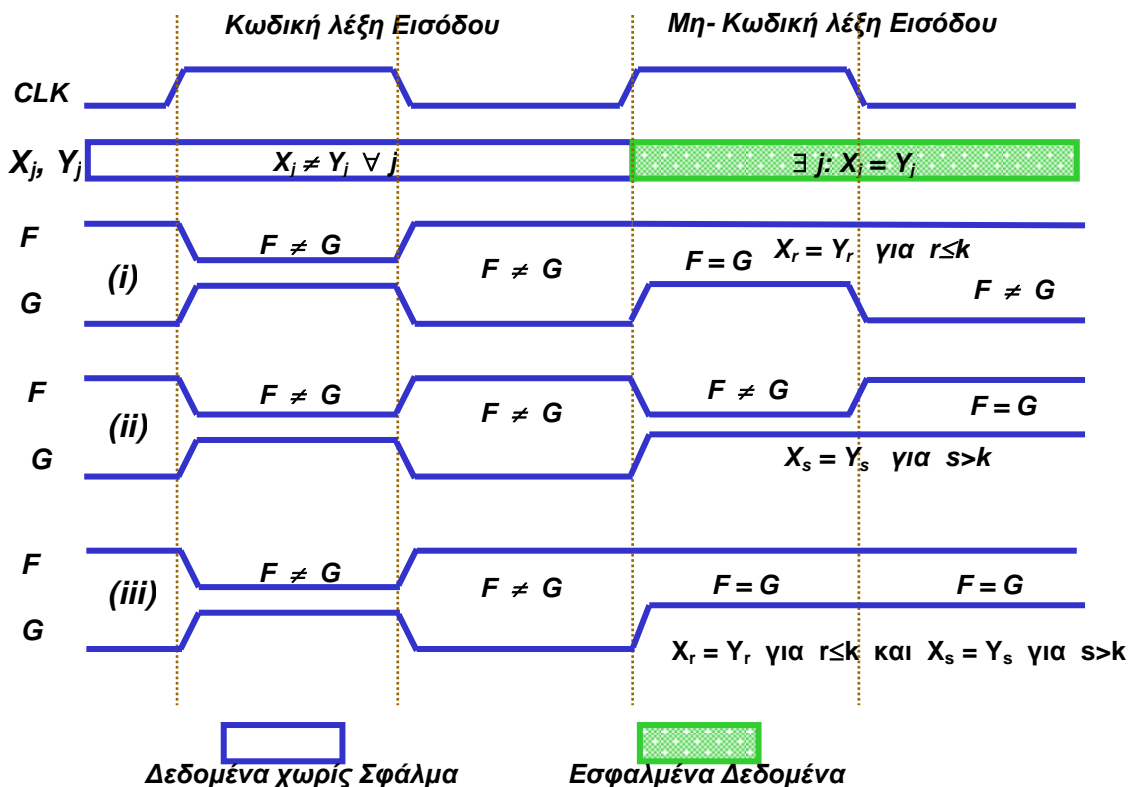 Κωδική λέξη Εισόδου
Μη- Κωδική λέξη Εισόδου
CLK
Xj, Yj
Xj ≠ Yj ∀ j
∃ j: Xj = Yj
F
(i)
G
F ≠ G
F ≠ G
F = G
Xr = Yr για r≤k
F ≠ G
F
(ii)
G
F ≠ G
F ≠ G
F ≠ G
F = G
Xs = Ys για s>k
F
(iii)
G
F ≠ G
F ≠ G
F = G
F = G
Xr = Yr για r≤k και Xs = Ys για s>k
Δεδομένα χωρίς Σφάλμα
Εσφαλμένα Δεδομένα